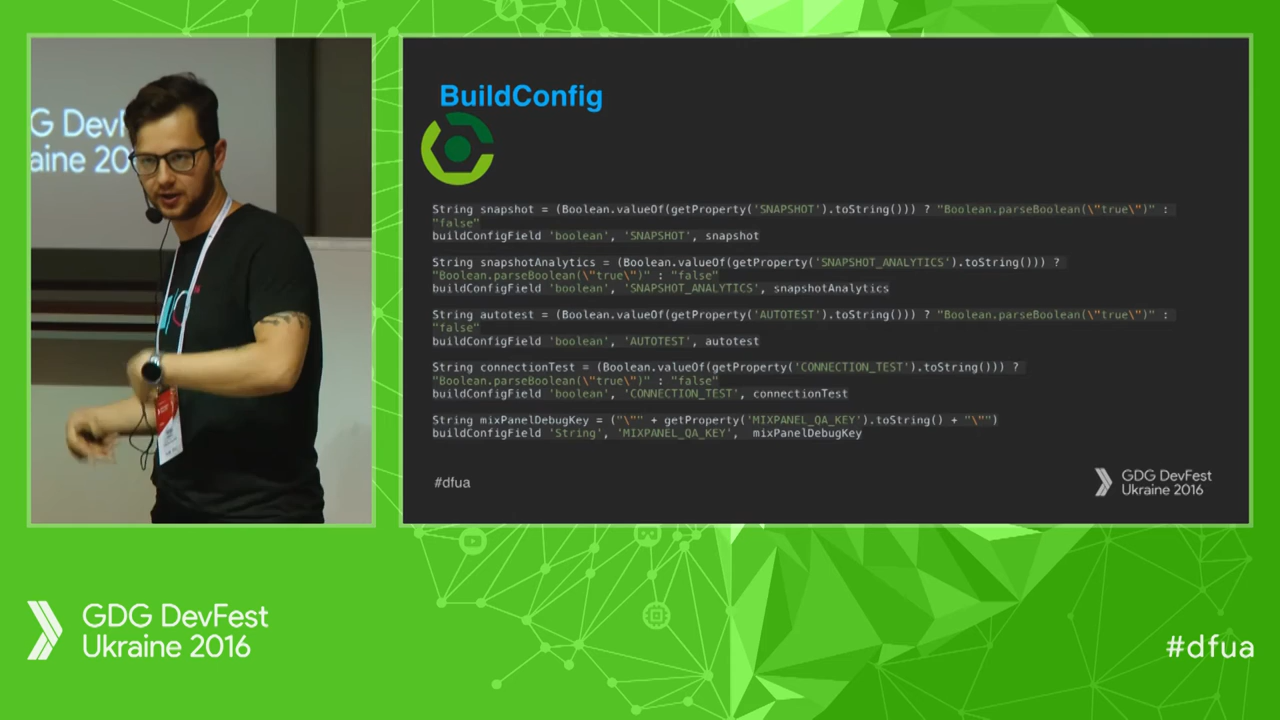 G DevF
aine 20
BuildConfig
String snapshot = (Boolean.valueOf(getProperty('SNAPSHOT').toString())) ? "Boolean.parseBoolean(\"true\")" :
"false"
buildConfigField 'boolean', 'SNAPSHOT', snapshot
String snapshotAnalytics = (Boolean.valueOf(getProperty('SNAPSHOT_ANALYTICS').toString())) ?
"Boolean.parseBoolean(\"true\")" : "false"
buildConfigField 'boolean', 'SNAPSHOT_ANALYTICS', snapshotAnalytics
String autotest = (Boolean.valueOf(getProperty('AUTOTEST').toString())) ? "Boolean.parseBoolean(\"true\")" :
"false"
buildConfigField 'boolean', 'AUTOTEST', autotest
String connectionTest = (Boolean.valueOf(getProperty('CONNECTION_TEST').toString())) ?
"Boolean.parseBoolean(\"true\")" : "false"
buildConfigField 'boolean', 'CONNECTION_TEST', connectionTest
String mixPanelDebugKey = ("\"" + getProperty('MIXPANEL_QA_KEY').toString() + "\"")
buildConfigField 'String', 'MIXPANEL_QA_KEY', mixPanelDebugKey
#dfua
GDG DevFest
Ukraine 2016
GDG DevFest
Ukraine 2016
#dfua